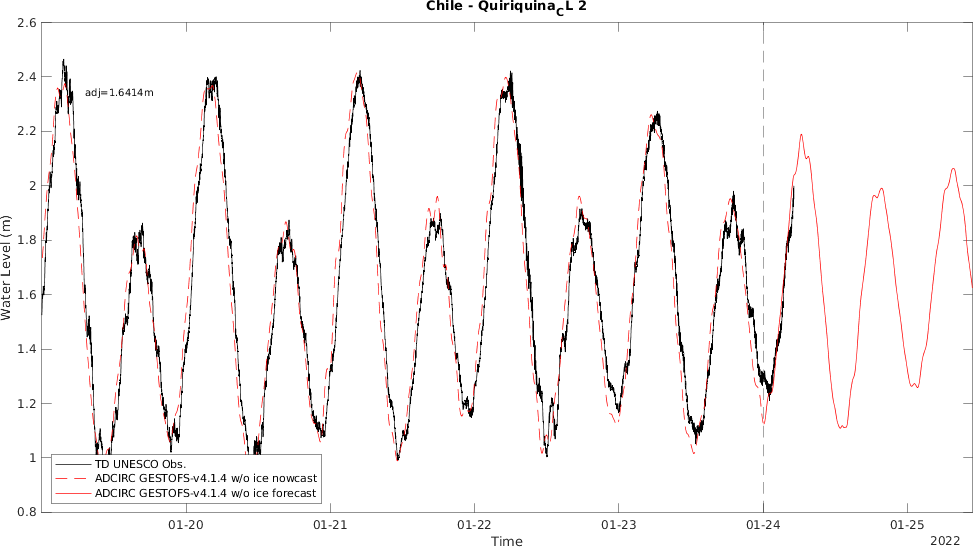 Chile - Quiriquina_CL 2
2.6
2.4
2.2
2
1.8
1.6
1.4
1.2
1
0.8
Water Level (m)
adj=1.6414m
TD UNESCO Obs.
ADCIRC GESTOFS-v4.1.4 w/o ice nowcast
ADCIRC GESTOFS-v4.1.4 w/o ice forecast
01-20 01-21 01-22 01-23 01-24 01-25
Time
2022